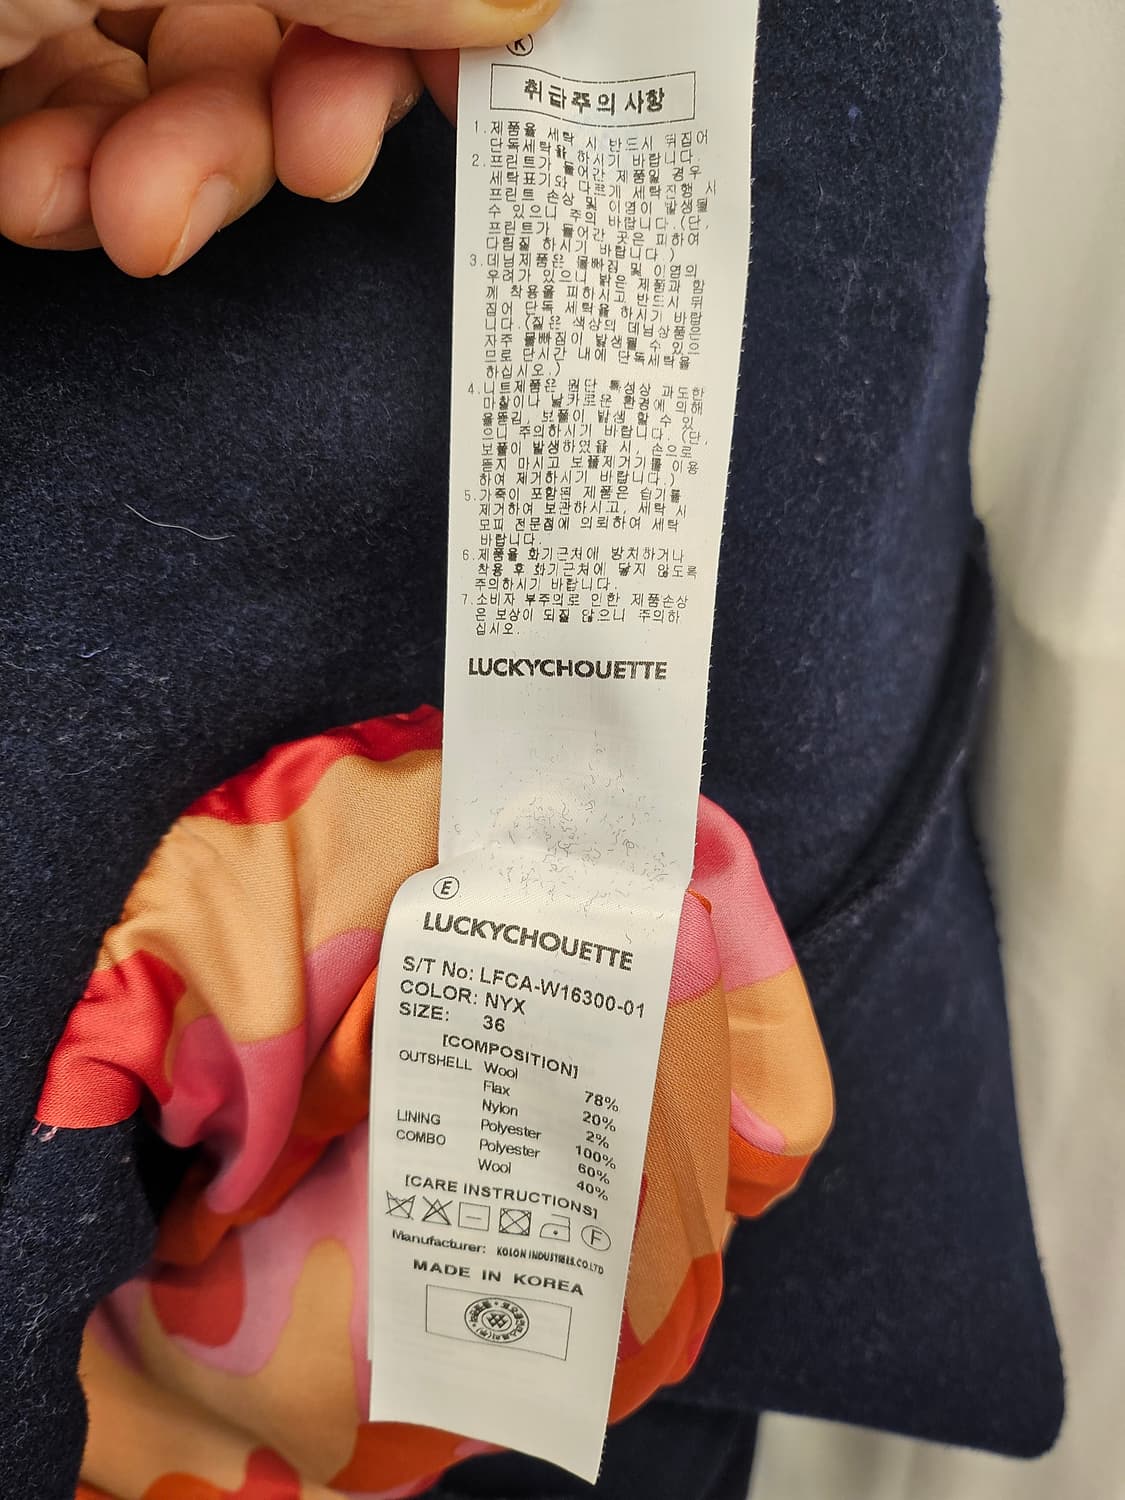 R
취급주의사항
1.제품을 세탁 시 반드시 뒤집어
단독세탁을 하시기 바랍니다.
2.프린트가 들어간 제품일 경우
세탁표기와 다르게 세탁진행 시
프린트 손상 및 이염이 발생될
수 있으니 주의 바랍니다.(단,
프린트가 들어간 곳은 피하여
다림질 하시기 바랍니다.)
3.데님제품은 물빠짐 및 이염의
우려가 있으니 밝은 제품과 함
께 착용을 피하시고 반드시 뒤
집어 단독 세탁을 하시기 바랍
니다.(짙은 색상의 데님상품은
자주 물빠짐이 발생될 수 있으
므로 단시간 내에 단독세탁을
하십시오.)
4.니트제품은 원단 특성상 과도한
마찰이나 날카로운 환경에 의해
올뜯김, 보풀이 발생 할 수 있
으니 주의하시기 바랍니다. (단,
보풀이 발생하였을 시, 손으로
뜯지 마시고 보풀제거기를 이용
하여 제거하시기 바랍니다.)
5.가죽이 포함된 제품은 습기를
제거하여 보관하시고, 세탁 시
모피 전문점에 의뢰하여 세탁
바랍니다.
6.제품을 화기근처에 방치하거나
착용 후 화기근처에 닿지 않도록
주의하시기 바랍니다.
7.소비자 부주의로 인한 제품손상
은 보상이 되질 않으니 주의하
십시오.
LUCKYCHOUETTE
E
LUCKYCHOUETTE
S/T No: LFCA-W16300-01
COLOR: NYX
SIZE: 36
[COMPOSITION]
OUTSHELL Wool 78%
Flax 20%
Nylon 2%
LINING Polyester 100%
COMBO Polyester 60%
Wool 40%
[CARE INSTRUCTIONS]
F
Manufacturer: KOLON INDUSTRIES.CO.LTD
MADE IN KOREA